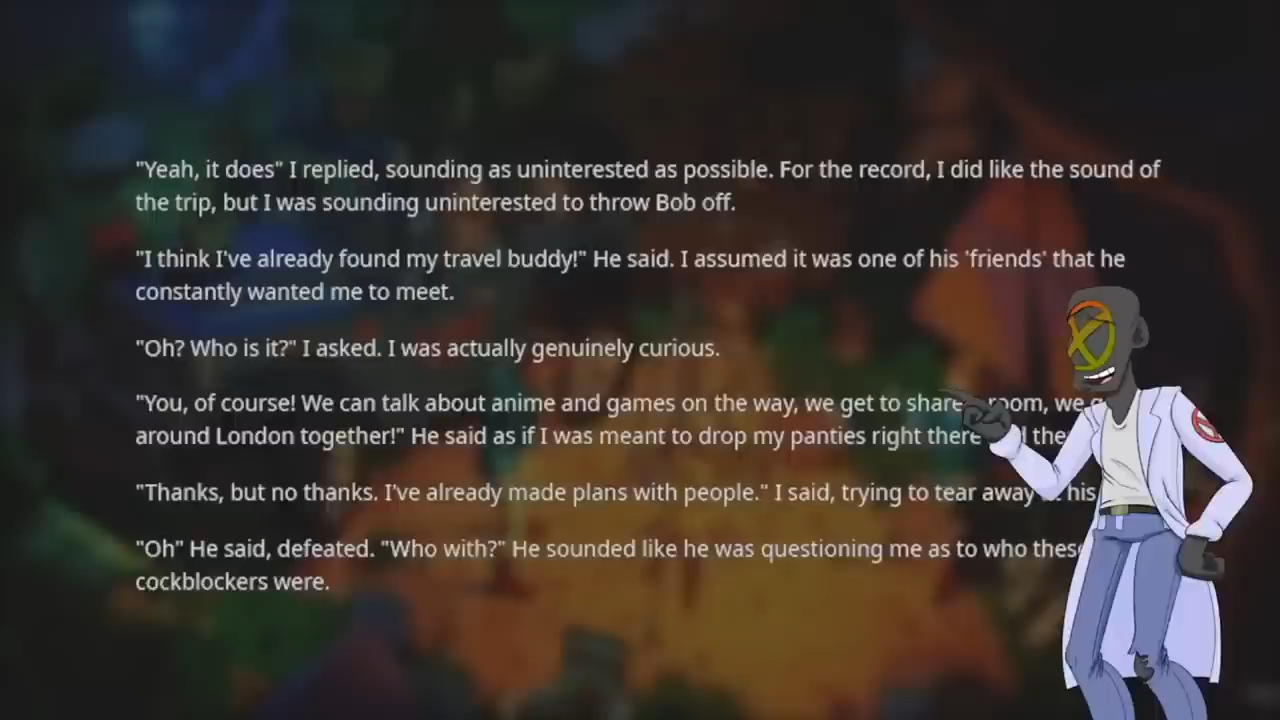 "Yeah, it does" I replied, sounding as uninterested as possible. For the record, I did like the sound of
the trip, but I was sounding uninterested to throw Bob off.
"I think I've already found my travel buddy!" He said. I assumed it was one of his 'friends' that he
constantly wanted me to meet.
"Oh? Who is it?" I asked. I was actually genuinely curious.
"You, of course! We can talk about anime and games on the way, we get to share room, we
around London together!" He said as if I was meant to drop my panties right there
"Thanks, but no thanks. I've already made plans with people." I said, trying to tear away his
"Oh" He said, defeated. "Who with?" He sounded like he was questioning me as to who these
cockblockers were.